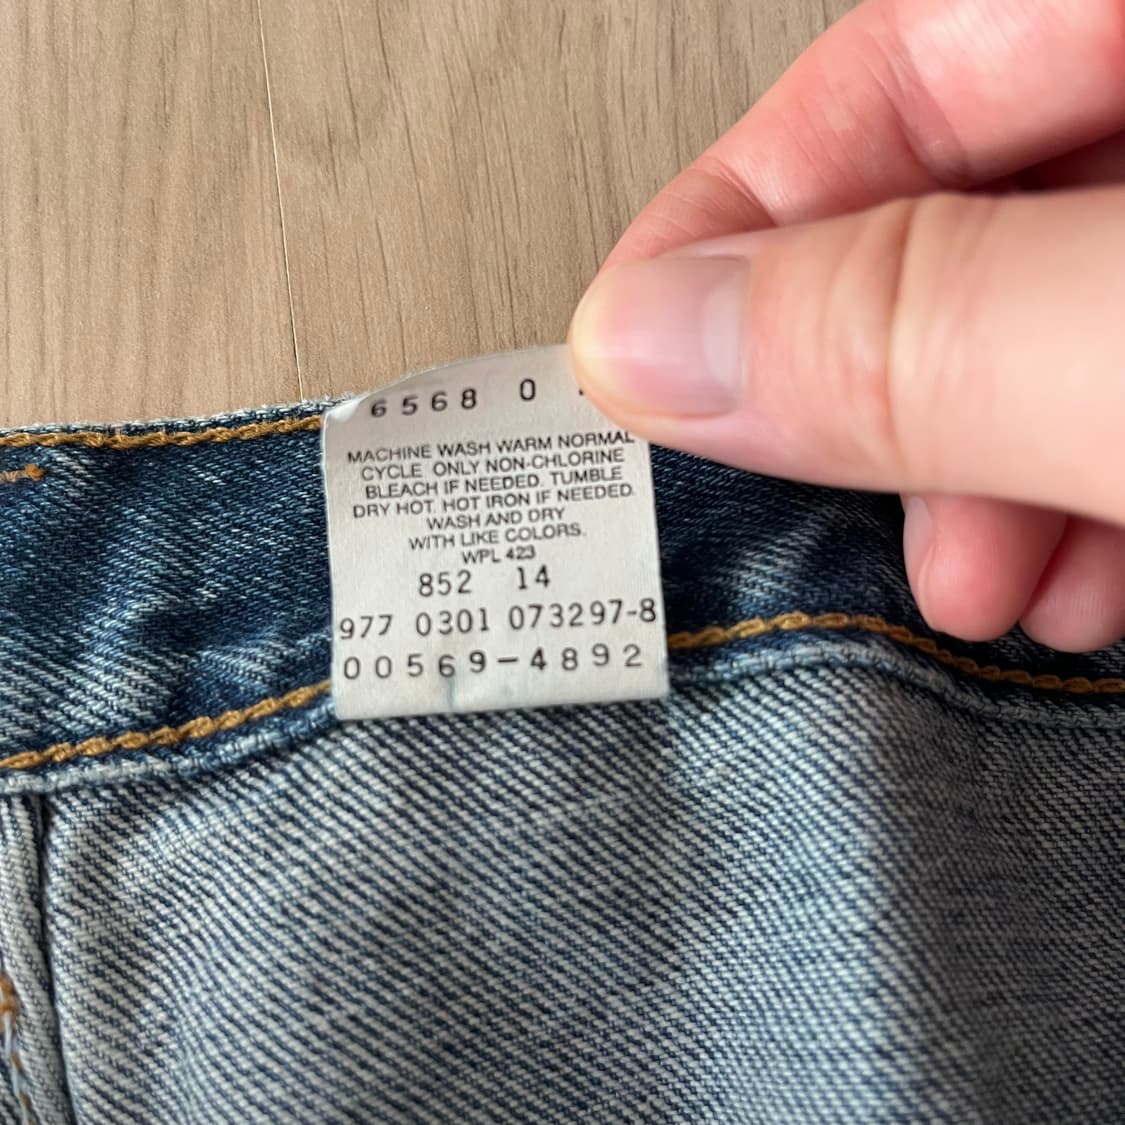 6568 0
MACHINE WASH WARM NORMAL
CYCLE ONLY NON-CHLORINE
BLEACH IF NEEDED. TUMBLE
DRY HOT. HOT IRON IF NEEDED.
WASH AND DRY
WITH LIKE COLORS.
WPL 423
852 14
977 0301 073297-8
00569-4892